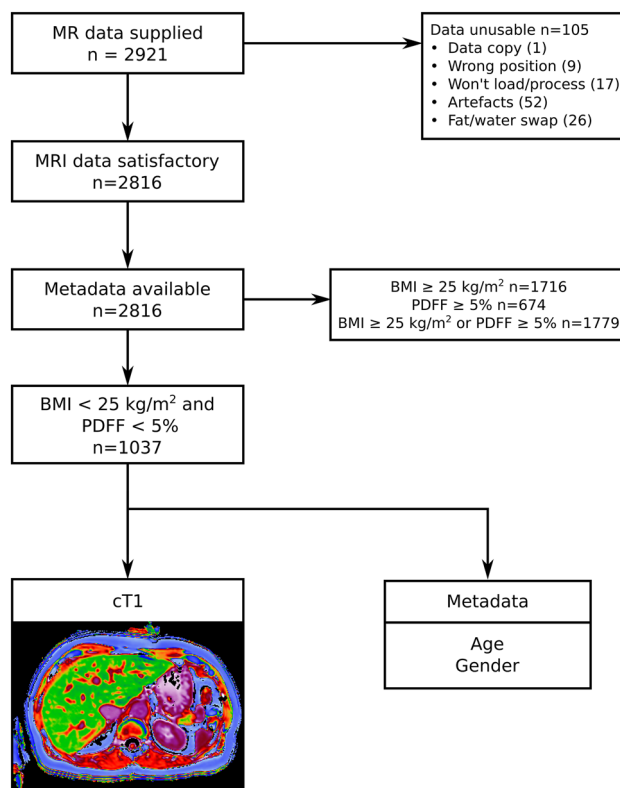 MR data supplied
n = 2921
Data unusable n=105
• Data copy (1)
• Wrong position (9)
• Won't load/process (17)
• Artefacts (52)
• Fat/water swap (26)
MRI data satisfactory
n=2816
Metadata available
n=2816
BMI ≥ 25 kg/m² n=1716
PDFF ≥ 5% n=674
BMI ≥ 25 kg/m² or PDFF ≥ 5% n=1779
BMI < 25 kg/m² and
PDFF < 5%
n=1037
cT1
Metadata
Age
Gender